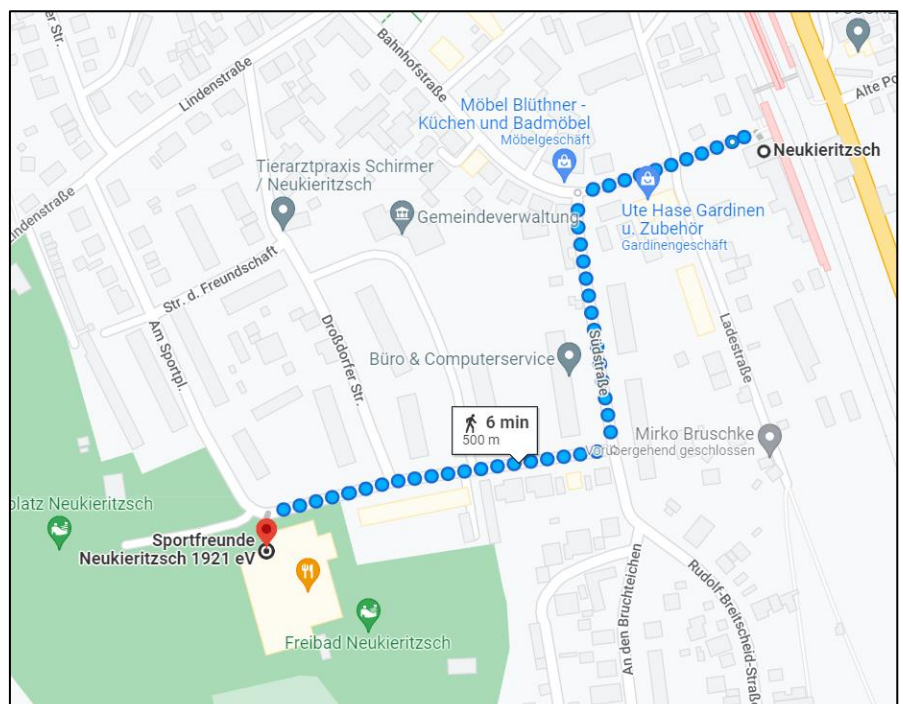 er Str.
Lindenstraße
Bahnhofstraße
Alte Po
Möbel Blüthner -
Küchen und Badmöbel
Möbelgeschäft
Neukieritzsch
Tierarztpraxis Schirmer
/ Neukieritzsch
Lindenstraße
Gemeindeverwaltung
Ute Hase Gardinen
u. Zubehör
Gardinengeschäft
Str. d. Freundschaft
Am Sportpl.
Droßdorfer Str.
Büro & Computerservice
Südstraße
Ladestraße
6 min
500 m
Mirko Bruschke
Vorübergehend geschlossen
platz Neukieritzsch
Sportfreunde
Neukieritzsch 1921 eV
Freibad Neukieritzsch
An den Bruchteichen
Rudolf-Breitscheid-Straße